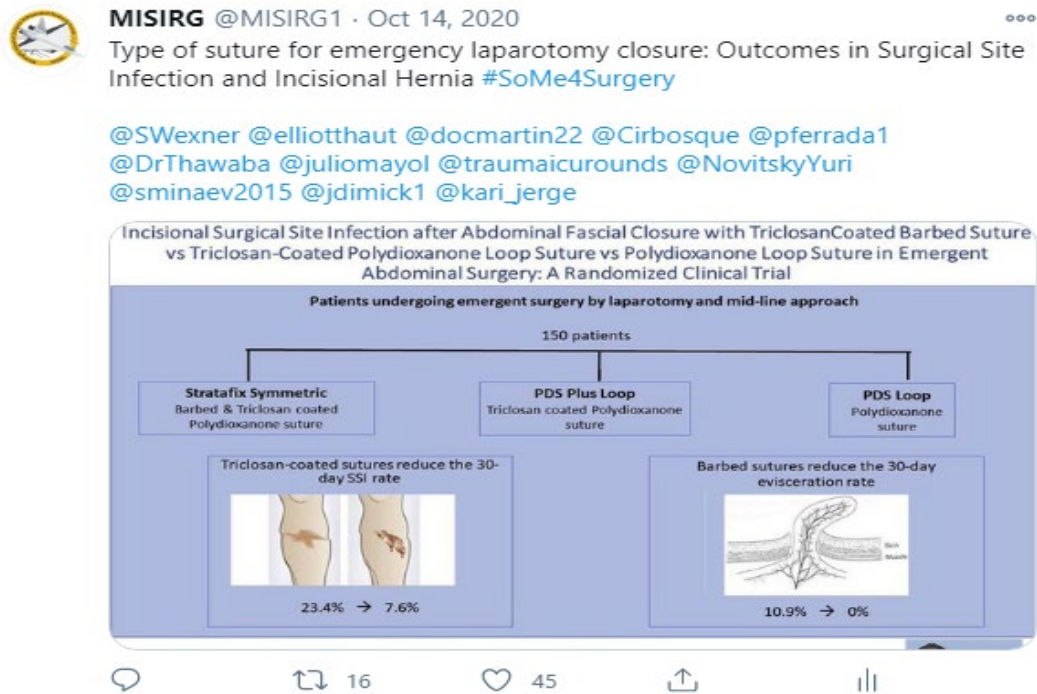 MISIRG @MISIRG1 · Oct 14, 2020
Type of suture for emergency laparotomy closure: Outcomes in Surgical Site
Infection and Incisional Hernia #SoMe4Surgery
@SWexner @elliotthaut @docmartin22 @Cirbosque @pferrada1
@DrThawaba @juliomayol @traumaicurounds @NovitskyYuri
@sminaev2015 @jdimick1 @kari_jerge
Incisional Surgical Site Infection after Abdominal Fascial Closure with TriclosanCoated Barbed Suture
vs Triclosan-Coated Polydioxanone Loop Suture vs Polydioxanone Loop Suture in Emergent
Abdominal Surgery: A Randomized Clinical Trial
Patients undergoing emergent surgery by laparotomy and mid-line approach
150 patients
Stratafix Symmetric
Barbed & Triclosan coated
Polydioxanone suture
PDS Plus Loop
Triclosan coated Polydioxanone
suture
PDS Loop
Polydioxanone
suture
Triclosan-coated sutures reduce the 30-
day SSI rate
23.4% → 7.6%
Barbed sutures reduce the 30-day
evisceration rate
Skin
Muscle
10.9% → 0%
16
45